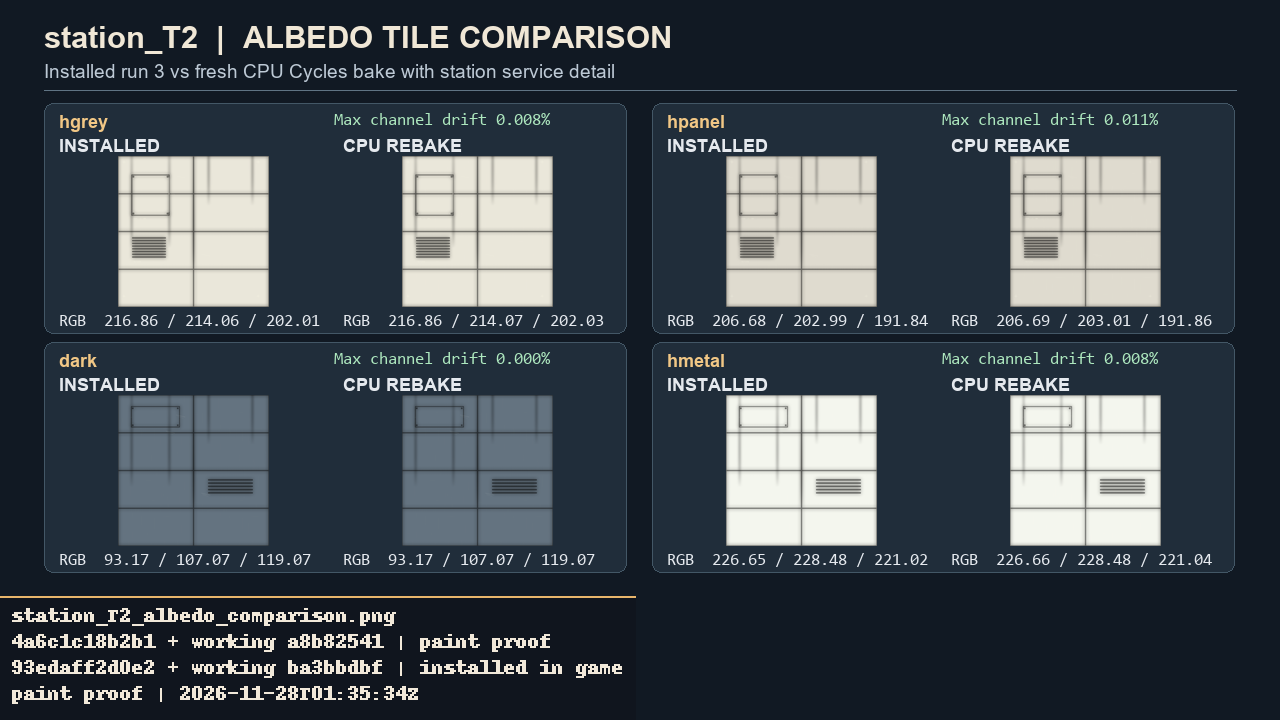 station_T2 | ALBEDO TILE COMPARISON
Installed run 3 vs fresh CPU Cycles bake with station service detail
hgrey
Max channel drift 0.008%
INSTALLED
CPU REBAKE
RGB 216.86 / 214.06 / 202.01
RGB 216.86 / 214.07 / 202.03
hpanel
Max channel drift 0.011%
INSTALLED
CPU REBAKE
RGB 206.68 / 202.99 / 191.84
RGB 206.69 / 203.01 / 191.86
dark
Max channel drift 0.000%
INSTALLED
CPU REBAKE
RGB 93.17 / 107.07 / 119.07
RGB 93.17 / 107.07 / 119.07
hmetal
Max channel drift 0.008%
INSTALLED
CPU REBAKE
RGB 226.65 / 228.48 / 221.02
RGB 226.66 / 228.48 / 221.04
station_T2_albedo_comparison.png
4a6c1c18b2b1 + working a8b82541 | paint proof
93edaff2d0e2 + working ba3bbdbf | installed in game
paint proof | 2026-11-28T01:35:34Z